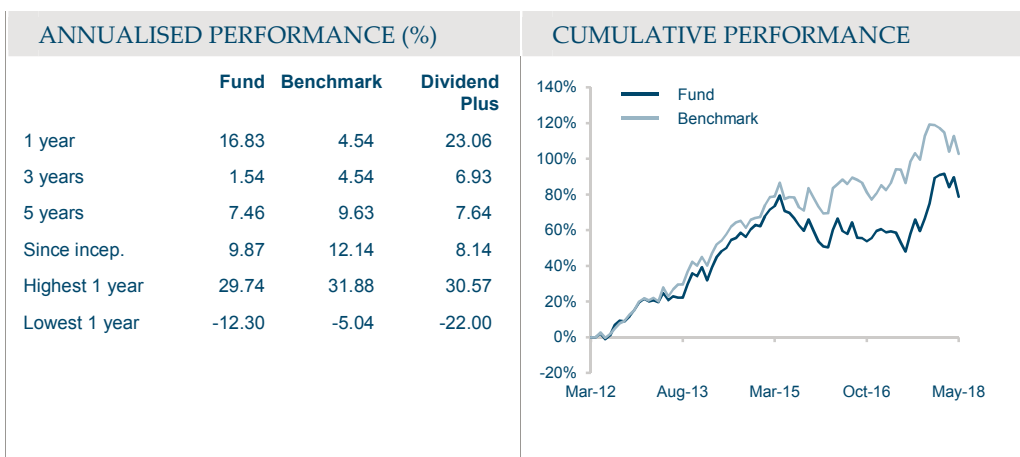 ANNUALISED PERFORMANCE (%)
Fund Benchmark Dividend
Plus
1 year 16.83 4.54 23.06
3 years 1.54 4.54 6.93
5 years 7.46 9.63 7.64
Since incep. 9.87 12.14 8.14
Highest 1 year 29.74 31.88 30.57
Lowest 1 year -12.30 -5.04 -22.00
CUMULATIVE PERFORMANCE
Fund
Benchmark
140%
120%
100%
80%
60%
40%
20%
0%
-20%
Mar-12 Aug-13 Mar-15 Oct-16 May-18